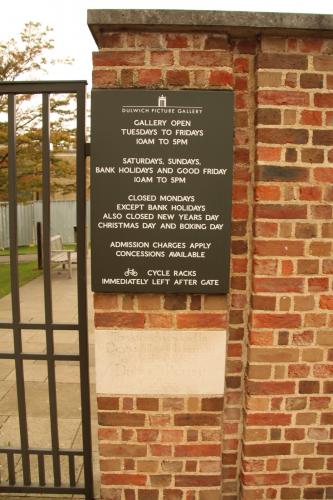 DULWICH PICTURE GALLERY
GALLERY OPEN
TUESDAYS TO FRIDAYS
10AM TO 5PM
SATURDAYS, SUNDAYS,
BANK HOLIDAYS AND GOOD FRIDAY
10AM TO 5PM
CLOSED MONDAYS
EXCEPT BANK HOLIDAYS
ALSO CLOSED NEW YEARS DAY
CHRISTMAS DAY AND BOXING DAY
ADMISSION CHARGES APPLY
CONCESSIONS AVAILABLE
CYCLE RACKS
IMMEDIATELY LEFT AFTER GATE